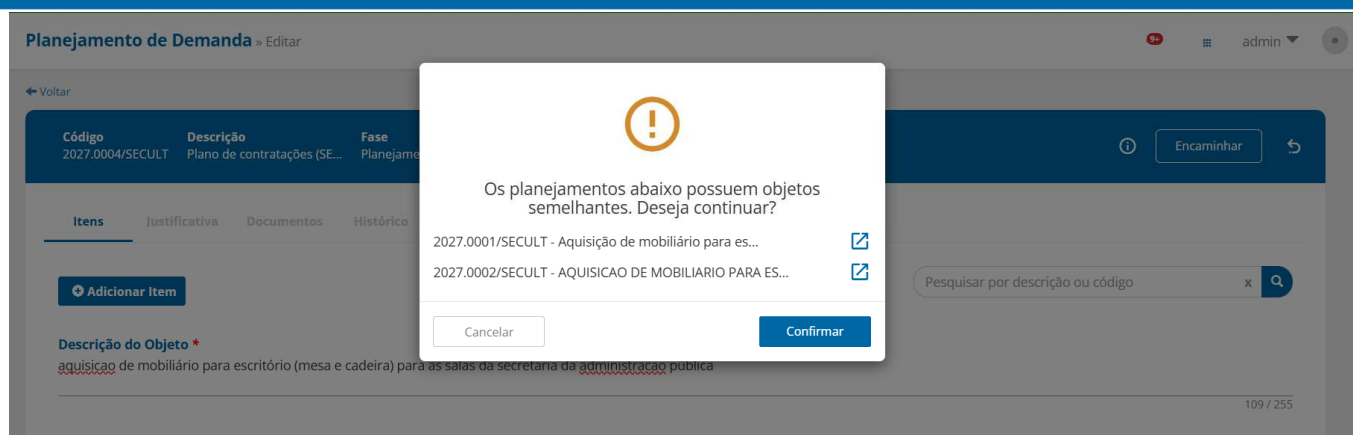 Planejamento de Demanda » Editar
9+
admin
Voltar
Código Descrição Fase
2027.0004/SECULT Plano de contratações (SE... Planejame
Encaminhar
Os planejamentos abaixo possuem objetos
semelhantes. Deseja continuar?
Itens Justificativa Documentos Histórico
2027.0001/SECULT - Aquisição de mobiliário para es...
2027.0002/SECULT - AQUISICAO DE MOBILIARIO PARA ES...
Adicionar Item
Pesquisar por descrição ou código x
Cancelar Confirmar
Descrição do Objeto *
aquisicao de mobiliário para escritório (mesa e cadeira) para as salas da secretaria da administracao publica
109 / 255